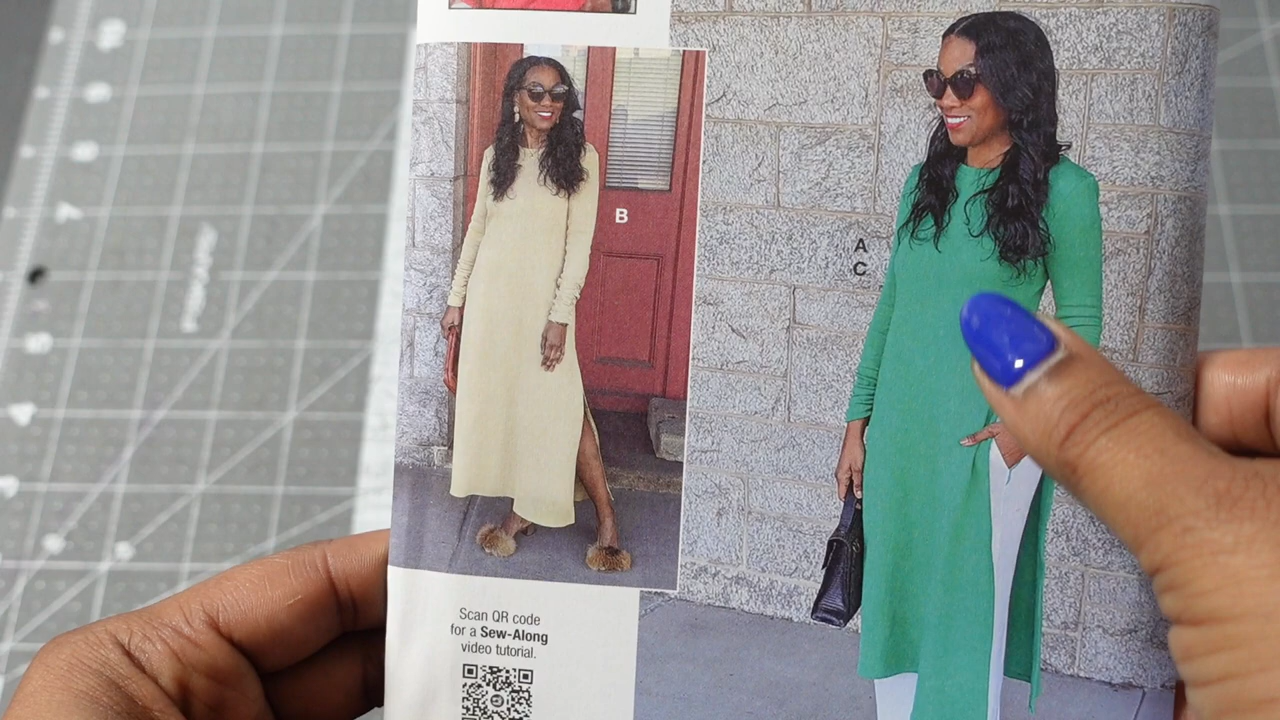 B
A
C
Scan QR code
for a Sew-Along
video tutorial.